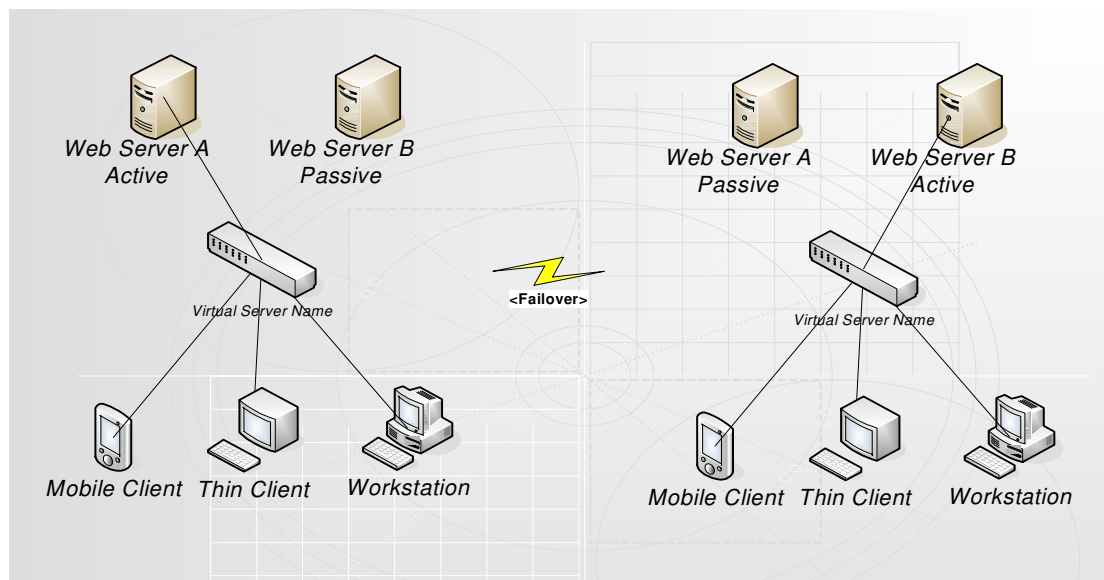 Web Server A
Active
Web Server B
Passive
Virtual Server Name
Mobile Client
Thin Client
Workstation
<Failover>
Web Server A
Passive
Web Server B
Active
Virtual Server Name
Mobile Client
Thin Client
Workstation